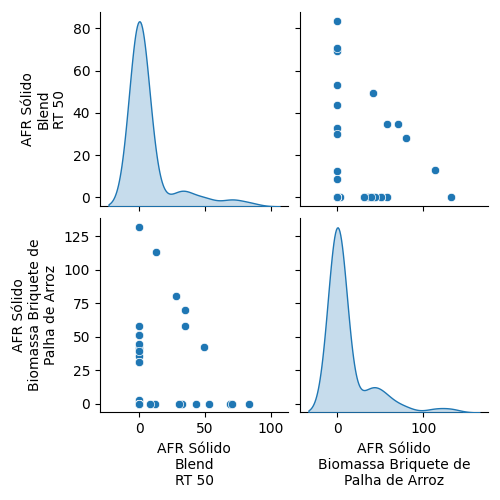 AFR Sólido
Blend
RT 50
80
60
40
20
0
AFR Sólido
Biomassa Briquete de
Palha de Arroz
125
100
75
50
25
0
0
50
100
0
100
AFR Sólido
Blend
RT 50
AFR Sólido
Biomassa Briquete de
Palha de Arroz